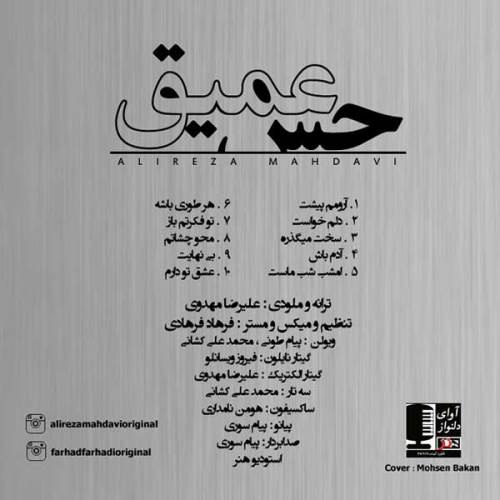 حس عمیق
ALIREZA MAHDAVI
۱ . آرومم پیشت
۲ . دلم خواست
۳ . سخت میگذره
۴ . آدم باش
۵ . امشب شب ماست
۶ . هر طوری باشه
۷ . تو فکرتم باز
۸ . محو چشاتم
۹ . بی نهایت
۱۰ . عشق تو دارم
ترانه و ملودی : علیرضا مهدوی
تنظیم و میکس و مستر : فرهاد فرهادی
ویولن : پیام طونی ، محمد علی کشانی
گیتار نایلون : فیروز ویسانلو
گیتار الکتریک : علیرضا مهدوی
سه تار : محمد علی کشانی
ساکسیفون : هومن نامداری
پیانو : پیام سوری
صدابردار : پیام سوری
استودیو هنر
alirezamahdavioriginal
farhadfarhadioriginal
آوای
دلنواز
Cover : Mohsen Bakan